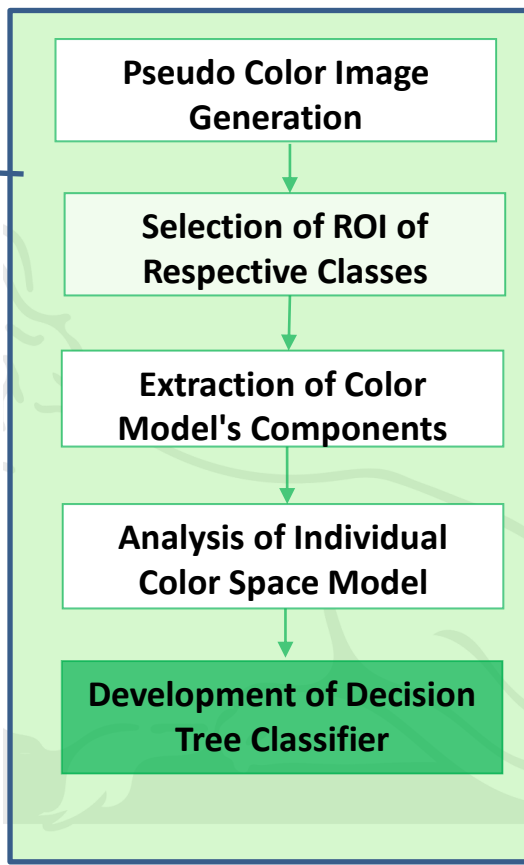 Pseudo Color Image
Generation
Selection of ROI of
Respective Classes
Extraction of Color
Model's Components
Analysis of Individual
Color Space Model
Development of Decision
Tree Classifier